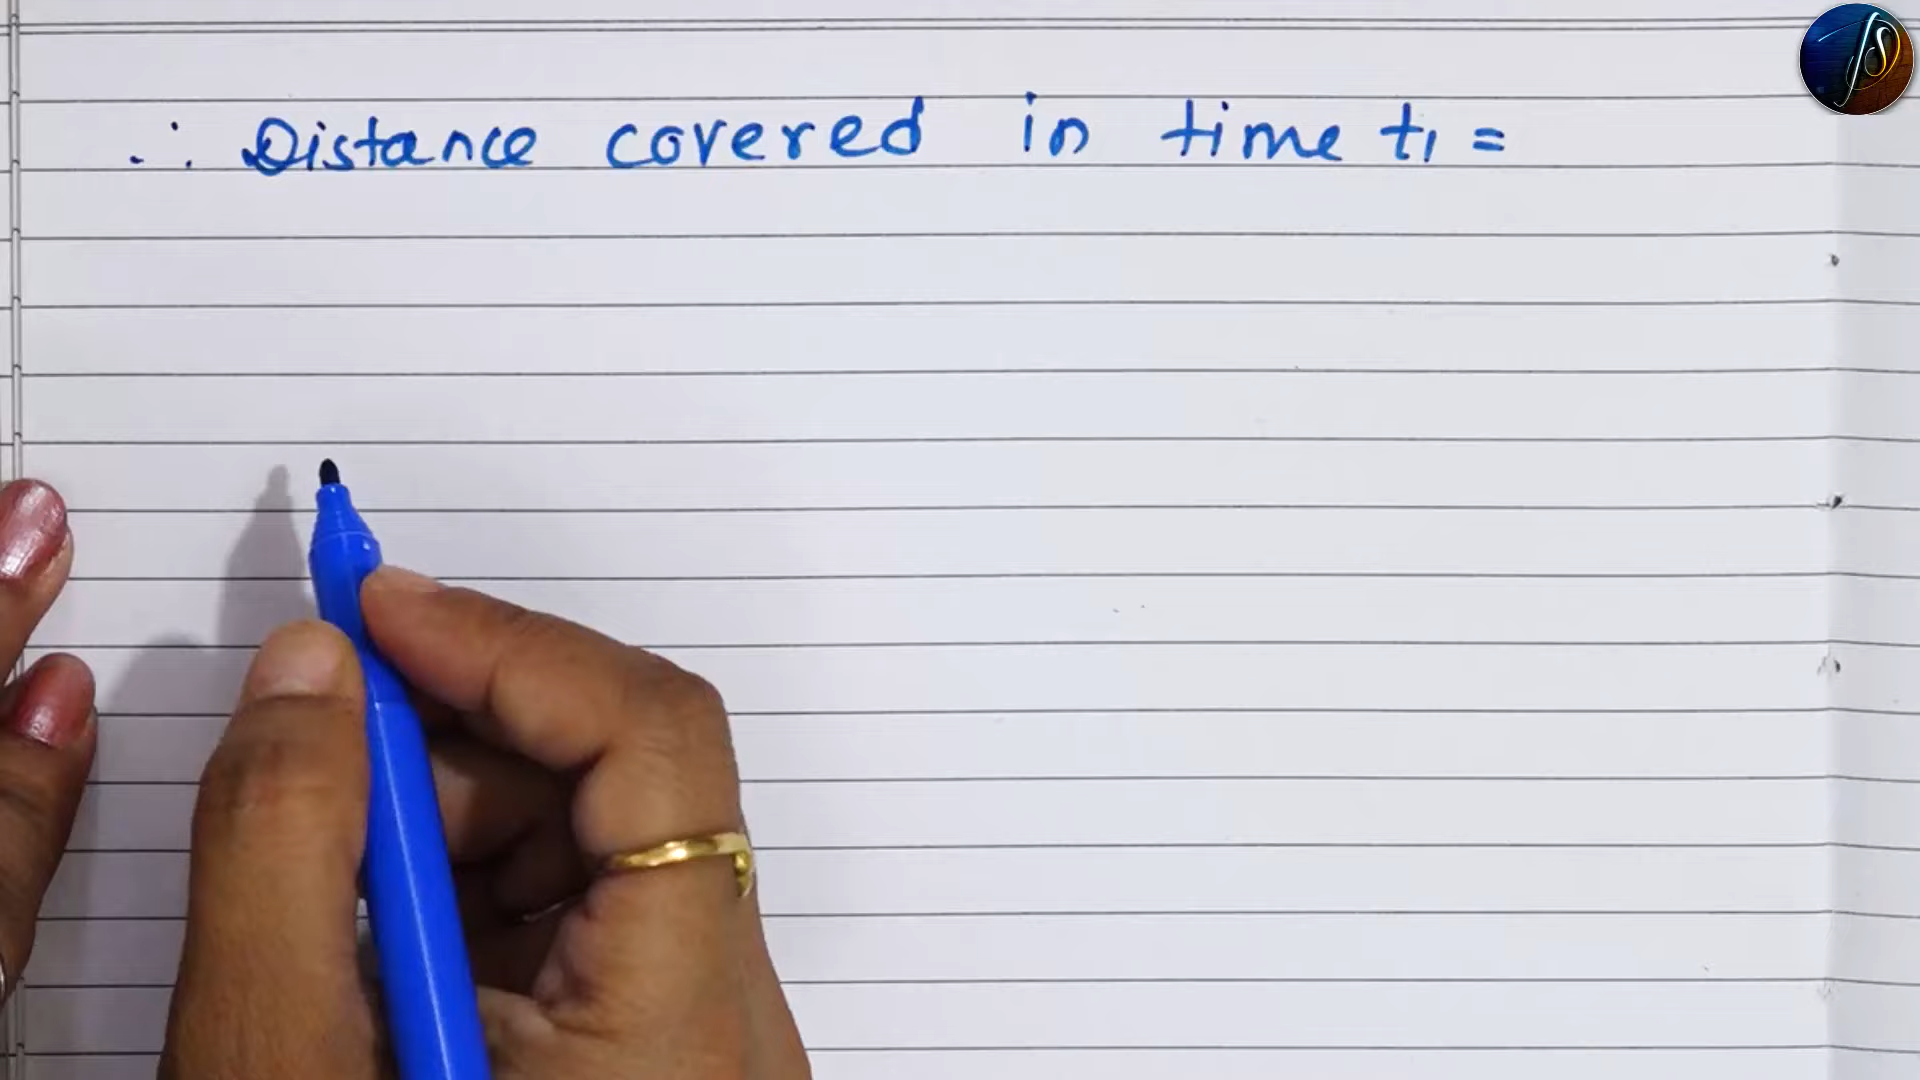 ∴ Distance covered in time t1 =